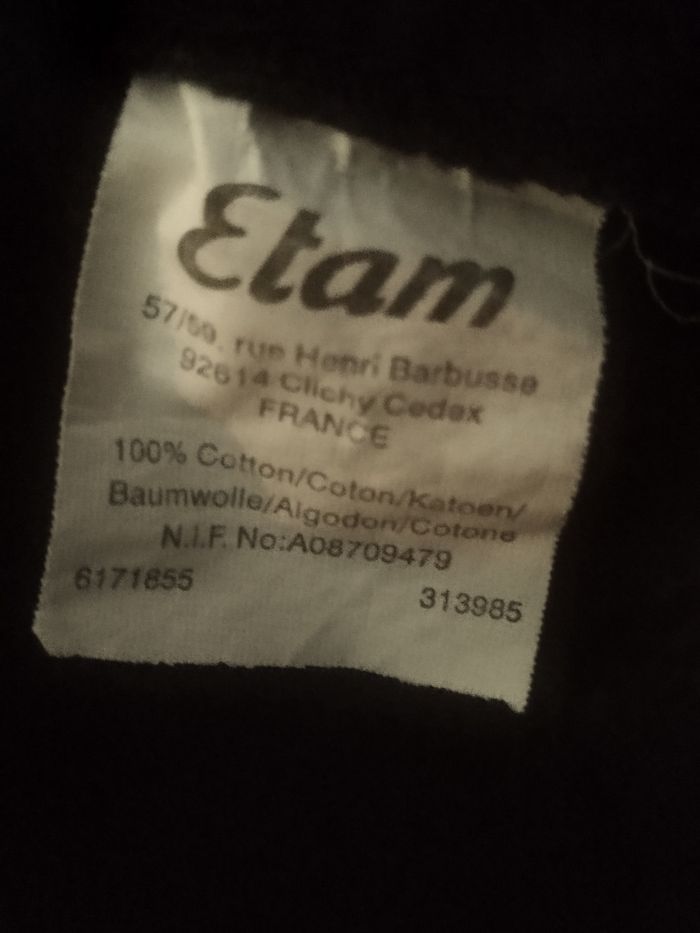 Etam
57/59, rue Henri Barbusse
92614 Clichy Cedex
FRANCE
100% Cotton/Coton/Katoen/
Baumwolle/Algodon/Cotone
N.I.F. No:A08709479
6171855
313985